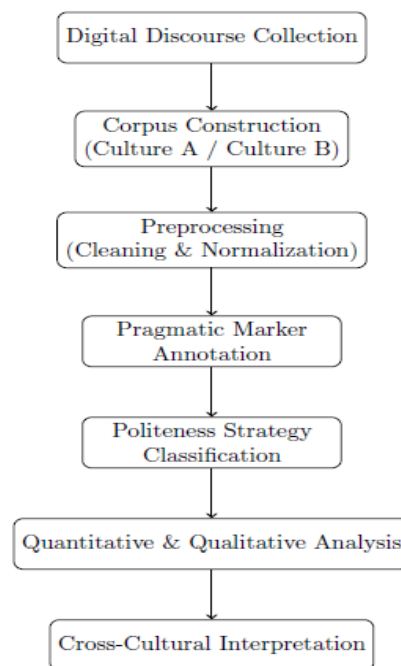 Digital Discourse Collection
Corpus Construction
(Culture A / Culture B)
Preprocessing
(Cleaning & Normalization)
Pragmatic Marker
Annotation
Politeness Strategy
Classification
Quantitative & Qualitative Analysis
Cross-Cultural Interpretation